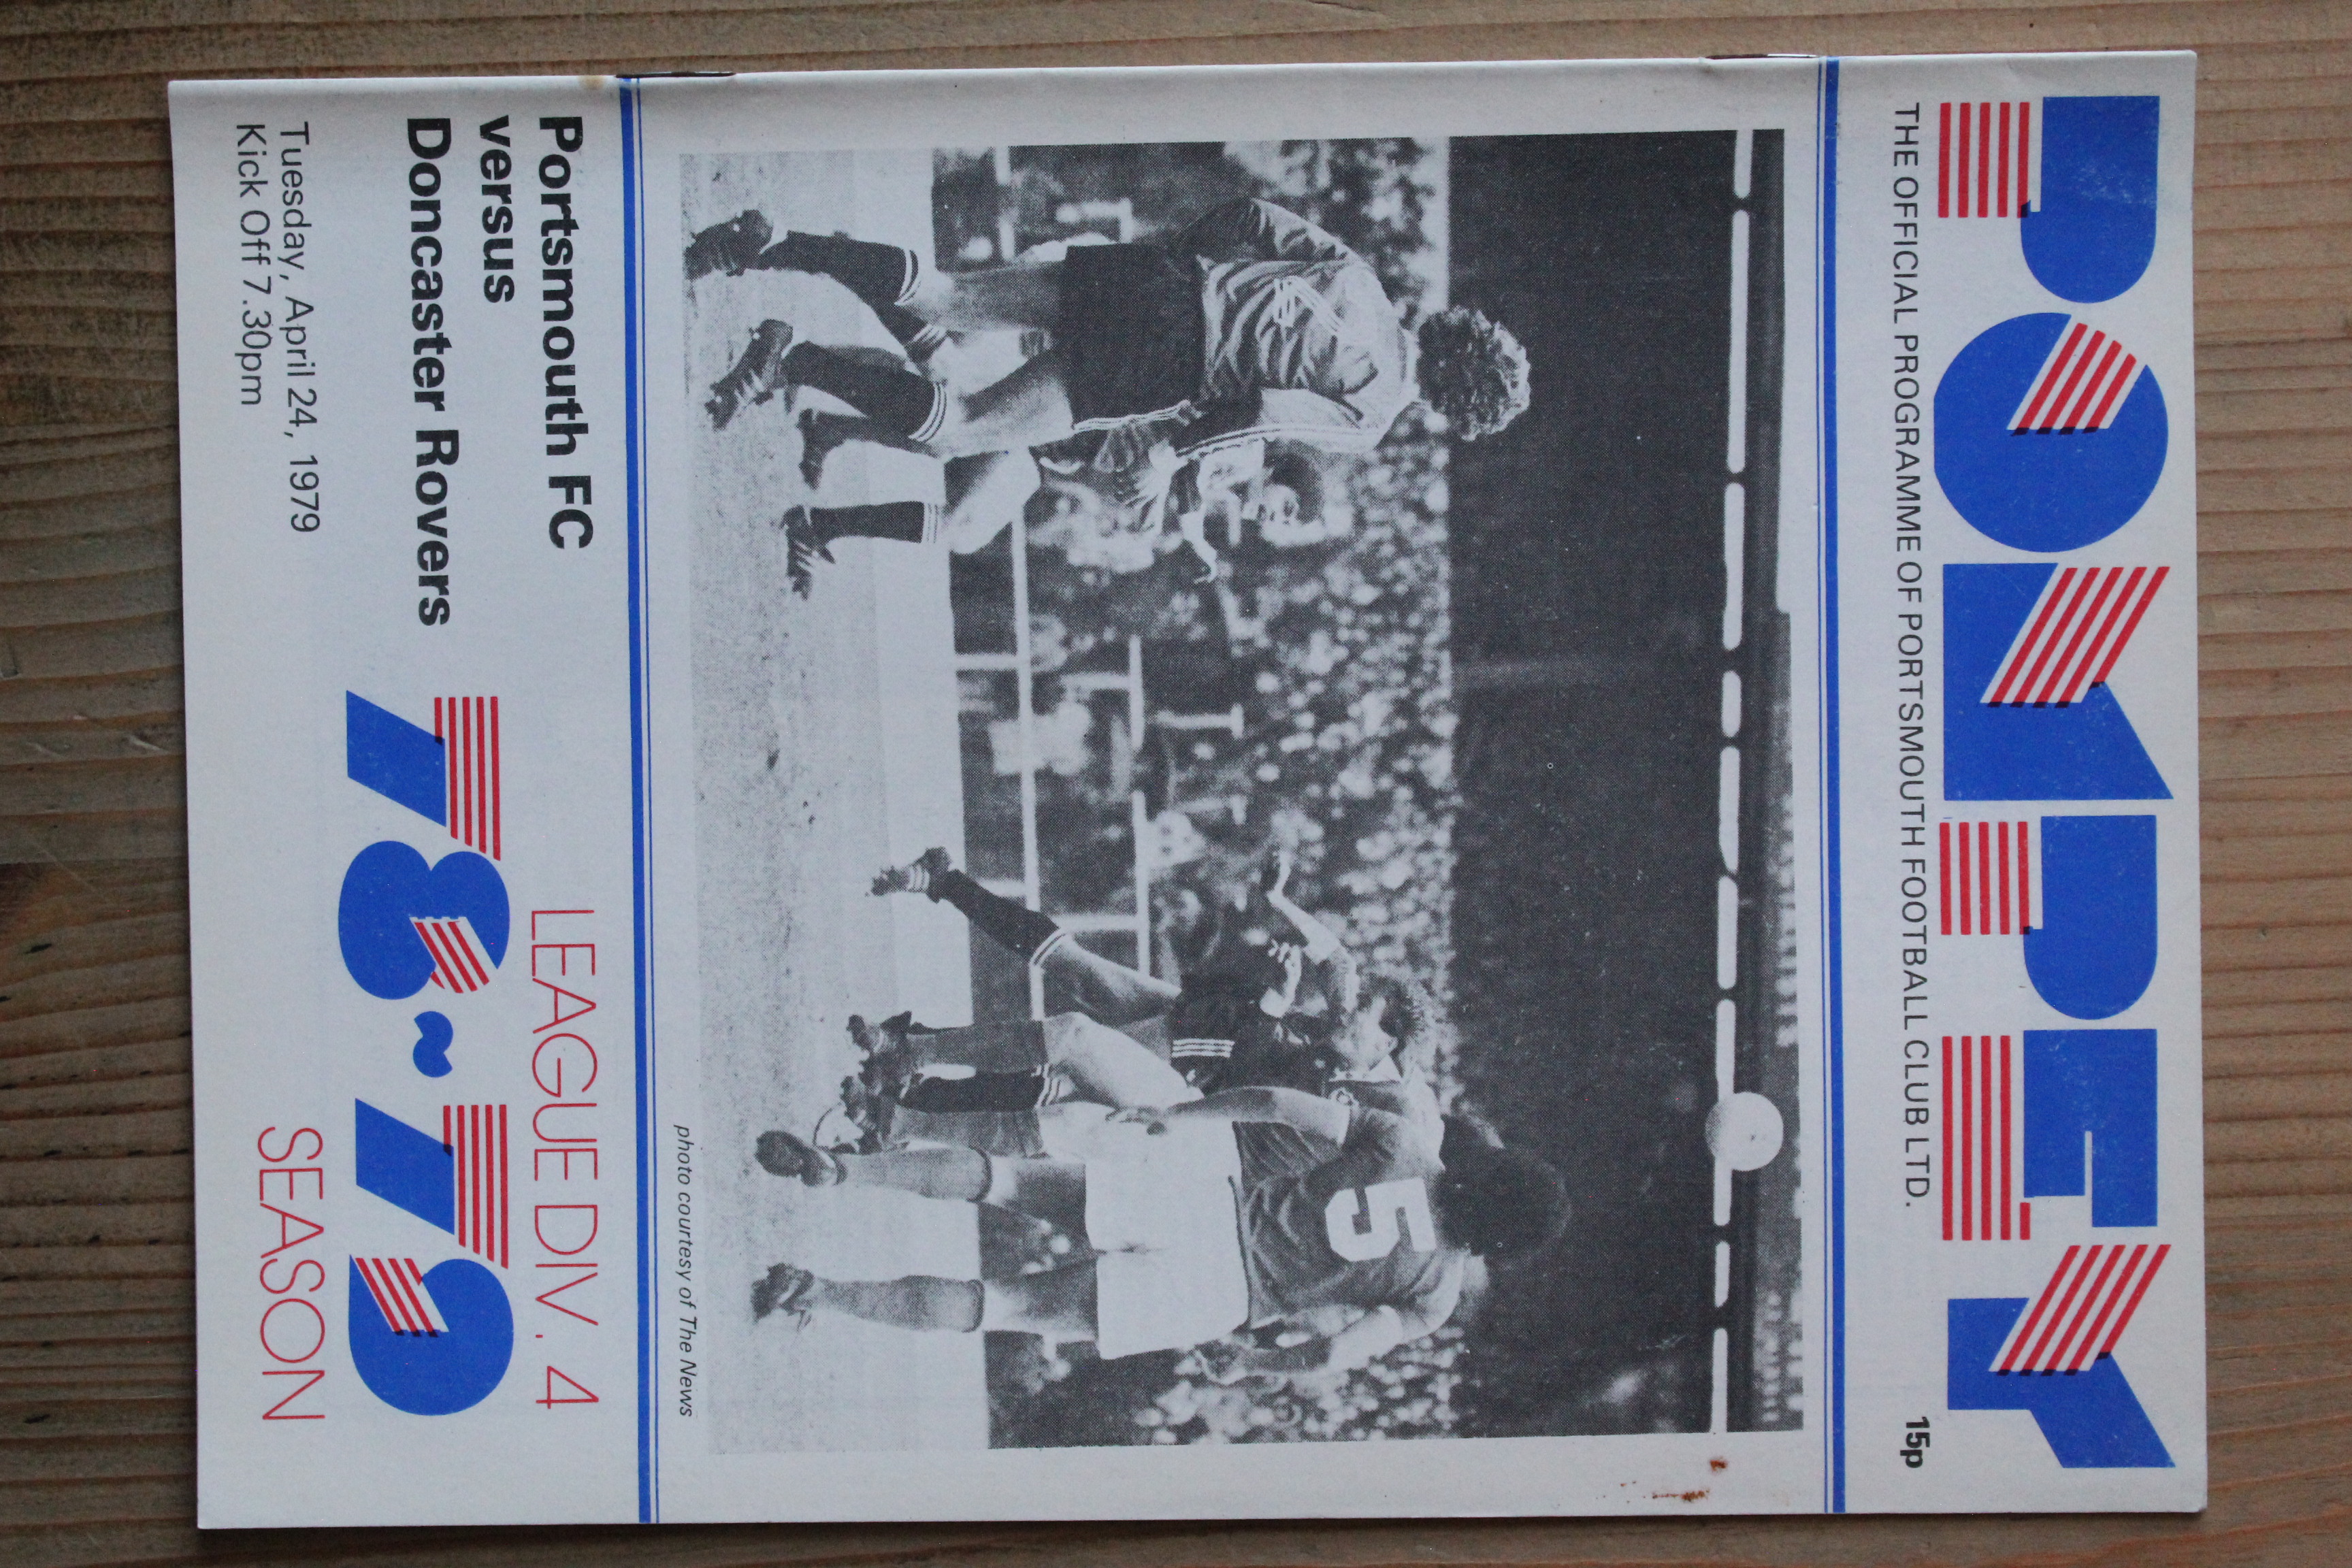 POMPEY
THE OFFICIAL PROGRAMME OF PORTSMOUTH FOOTBALL CLUB LTD.
15p
5
photo courtesy of The News
Portsmouth FC
versus
Doncaster Rovers
Tuesday, April 24, 1979
Kick Off 7.30pm
LEAGUE DIV. 4
78~79
SEASON